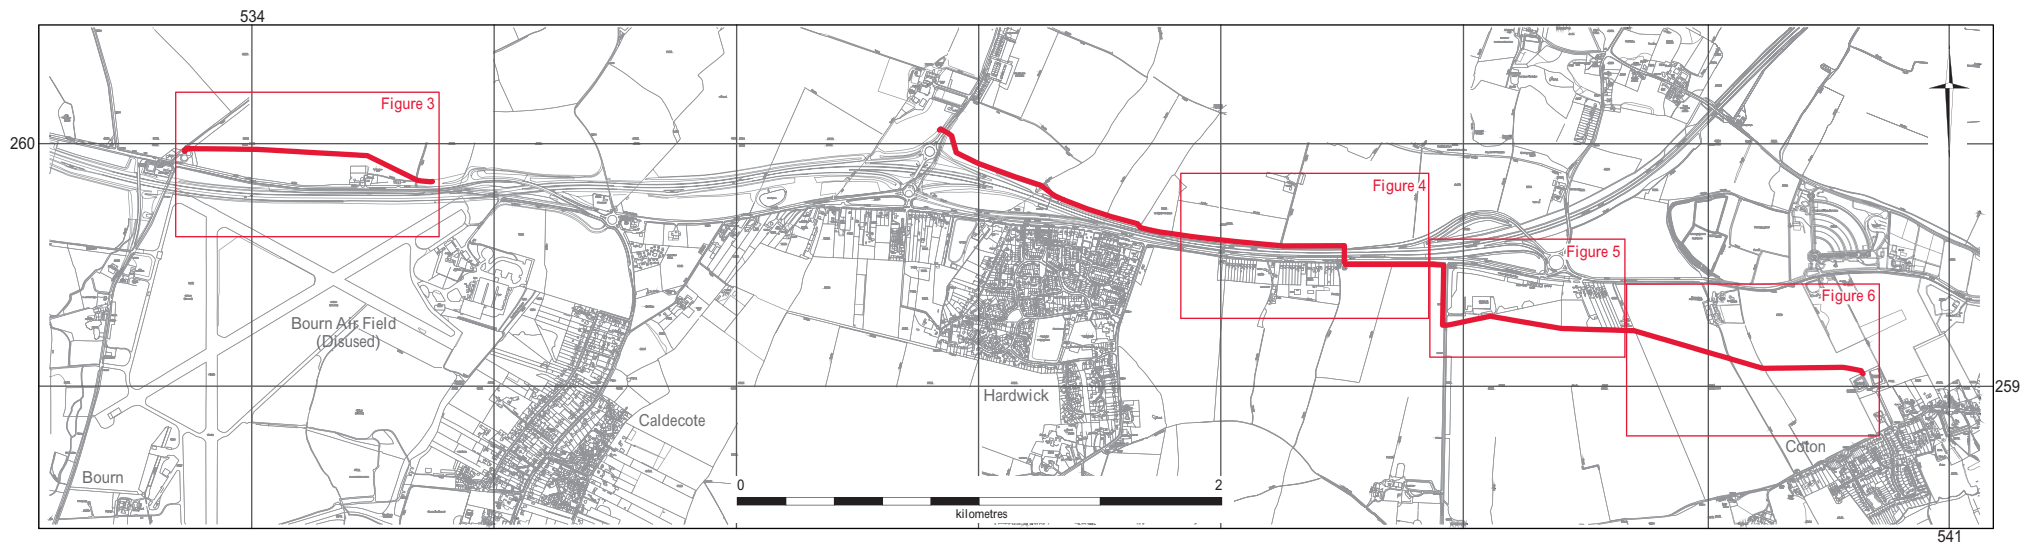 534
Figure 3
260
Figure 4
Figure 5
Figure 6
Bourn Air Field
(Disused)
259
Hardwick
Caldecote
Coton
Bourn
0
2
kilometres
541